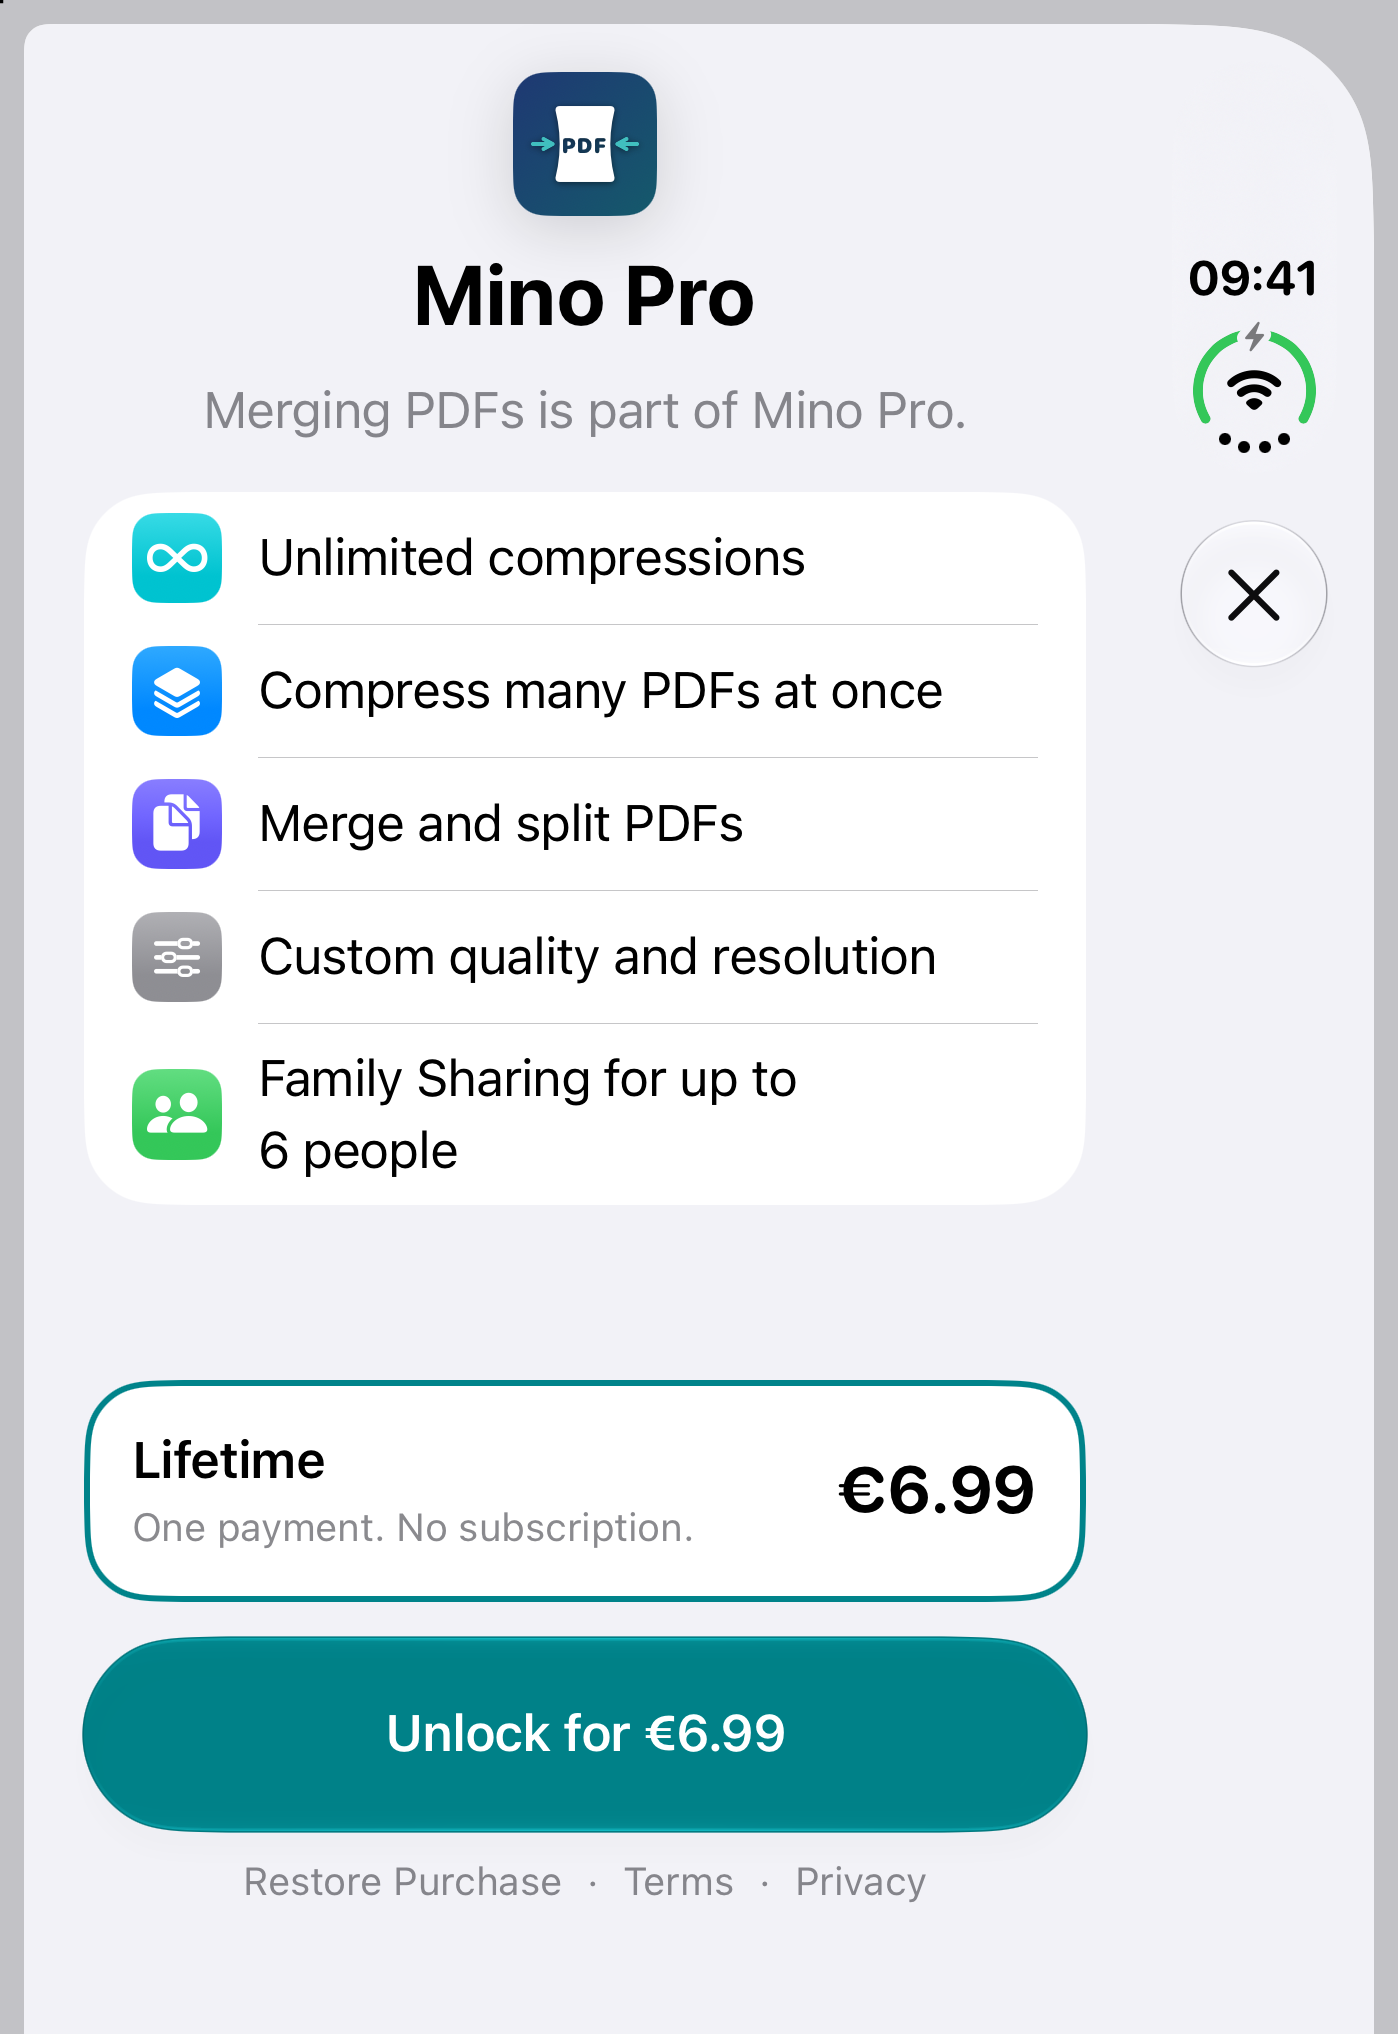 PDF
Mino Pro
Merging PDFs is part of Mino Pro.
09:41
Unlimited compressions
Compress many PDFs at once
Merge and split PDFs
Custom quality and resolution
Family Sharing for up to
6 people
Lifetime
One payment. No subscription.
€6.99
Unlock for €6.99
Restore Purchase · Terms · Privacy